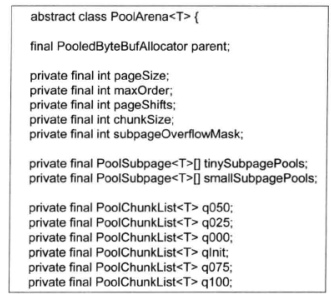 abstract class PoolArena<T> {
final PooledByteBufAllocator parent;
private final int pageSize;
private final int maxOrder;
private final int pageShifts;
private final int chunkSize;
private final int subpageOverflowMask;
private final PoolSubpage<T>[] tinySubpagePools;
private final PoolSubpage<T>[] smallSubpagePools;
private final PoolChunkList<T> q050;
private final PoolChunkList<T> q025;
private final PoolChunkList<T> q000;
private final PoolChunkList<T> qInit;
private final PoolChunkList<T> q075;
private final PoolChunkList<T> q100;